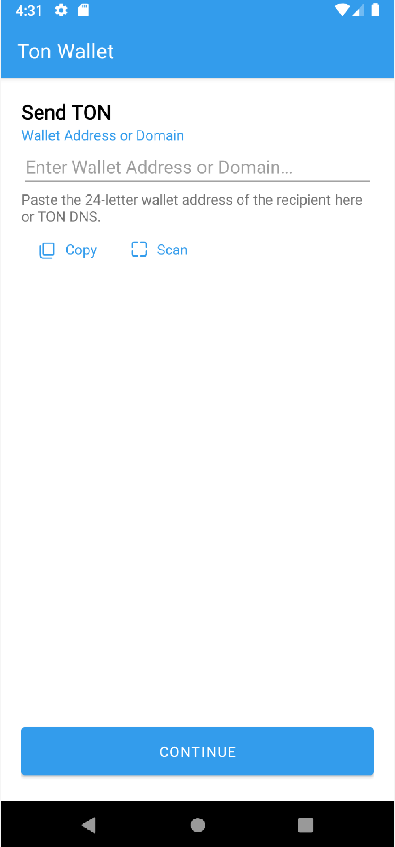 4:31
Ton Wallet
Send TON
Wallet Address or Domain
Enter Wallet Address or Domain...
Paste the 24-letter wallet address of the recipient here
or TON DNS.
Copy
Scan
CONTINUE